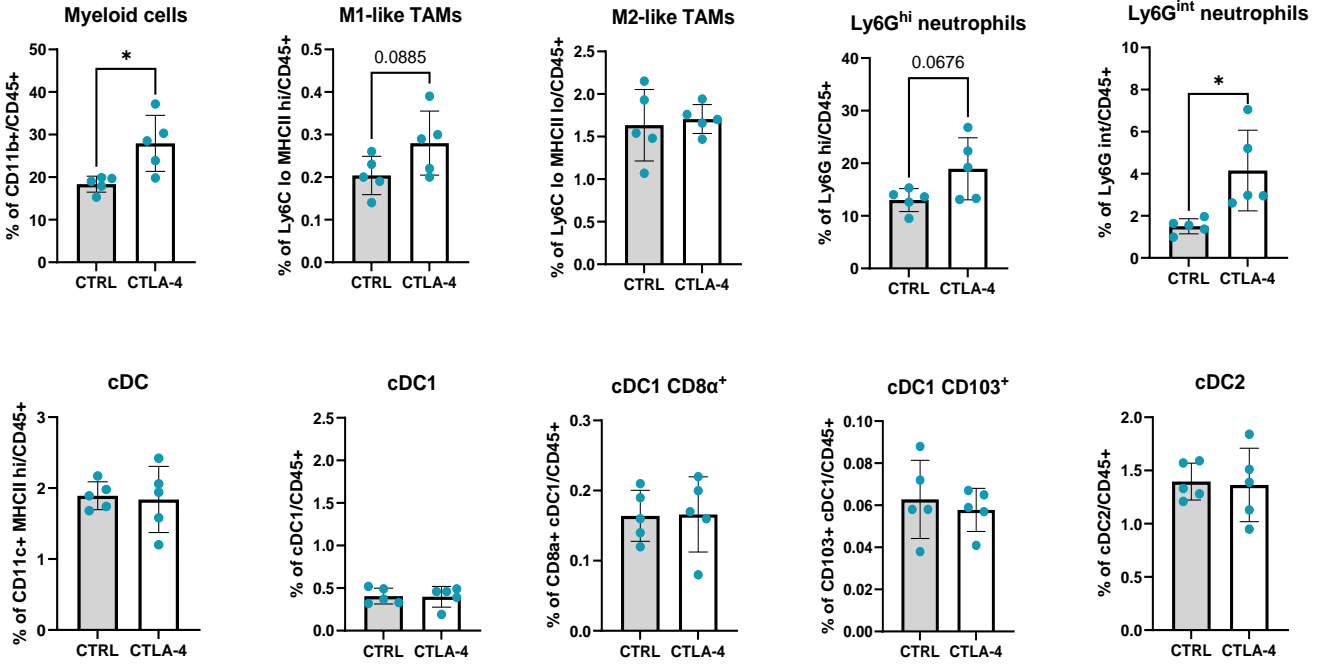 Myeloid cells
% of CD11b+/CD45+
50
40
30
20
10
0
*
CTRL CTLA-4
M1-like TAMs
% of Ly6C lo MHCII hi/CD45+
0.5
0.4
0.3
0.2
0.1
0.0
0.0885
CTRL CTLA-4
M2-like TAMs
% of Ly6C lo MHCII lo/CD45+
2.5
2.0
1.5
1.0
0.5
0.0
CTRL CTLA-4
Ly6Ghi neutrophils
% of Ly6G hi/CD45+
40
30
20
10
0
0.0676
CTRL CTLA-4
Ly6Gint neutrophils
% of Ly6G int/CD45+
10
8
6
4
2
0
*
CTRL CTLA-4
cDC
% of CD11c+ MHCII hi/CD45+
3
2
1
0
CTRL CTLA-4
cDC1
% of cDC1/CD45+
2.5
2.0
1.5
1.0
0.5
0.0
CTRL CTLA-4
cDC1 CD8α+
% of CD8a+ cDC1/CD45+
0.3
0.2
0.1
0.0
CTRL CTLA-4
cDC1 CD103+
% of CD103+ cDC1/CD45+
0.10
0.08
0.06
0.04
0.02
0.00
CTRL CTLA-4
cDC2
% of cDC2/CD45+
2.0
1.5
1.0
0.5
0.0
CTRL CTLA-4